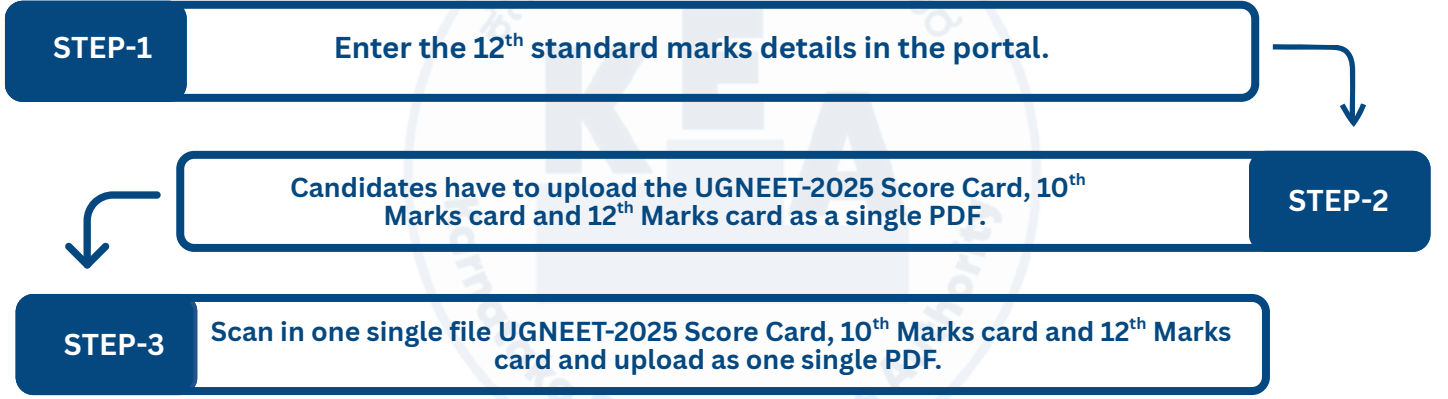 STEP-1
Enter the 12th standard marks details in the portal.
Candidates have to upload the UGNEET-2025 Score Card, 10th
Marks card and 12th Marks card as a single PDF.
STEP-2
STEP-3
Scan in one single file UGNEET-2025 Score Card, 10th Marks card and 12th Marks
card and upload as one single PDF.
KEA